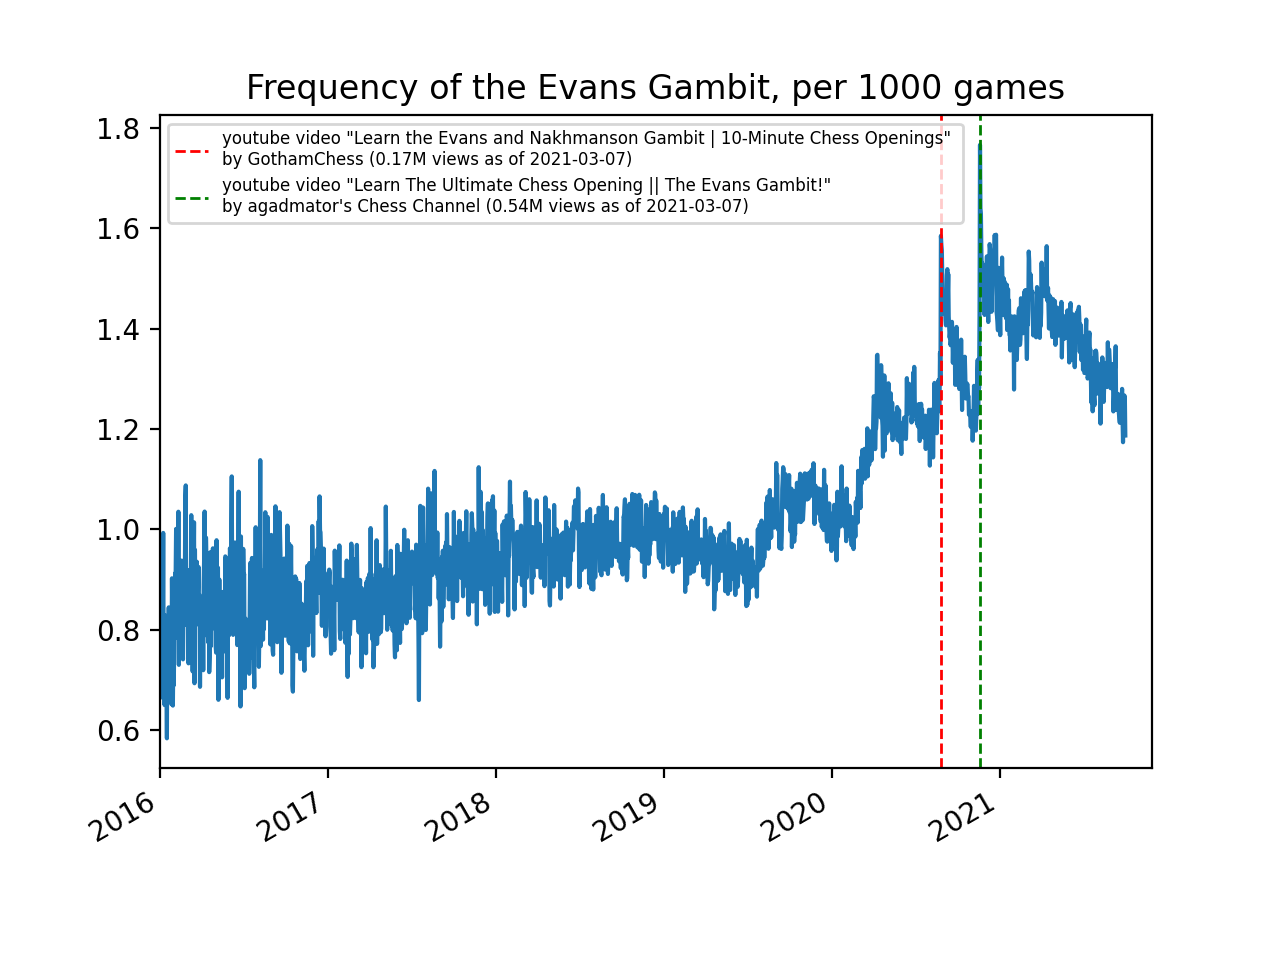 Frequency of the Evans Gambit, per 1000 games
youtube video "Learn the Evans and Nakhmanson Gambit | 10-Minute Chess Openings"
by GothamChess (0.17M views as of 2021-03-07)
youtube video "Learn The Ultimate Chess Opening || The Evans Gambit!"
by agadmator's Chess Channel (0.54M views as of 2021-03-07)
1.8
1.6
1.4
1.2
1.0
0.8
0.6
2016 2017 2018 2019 2020 2021